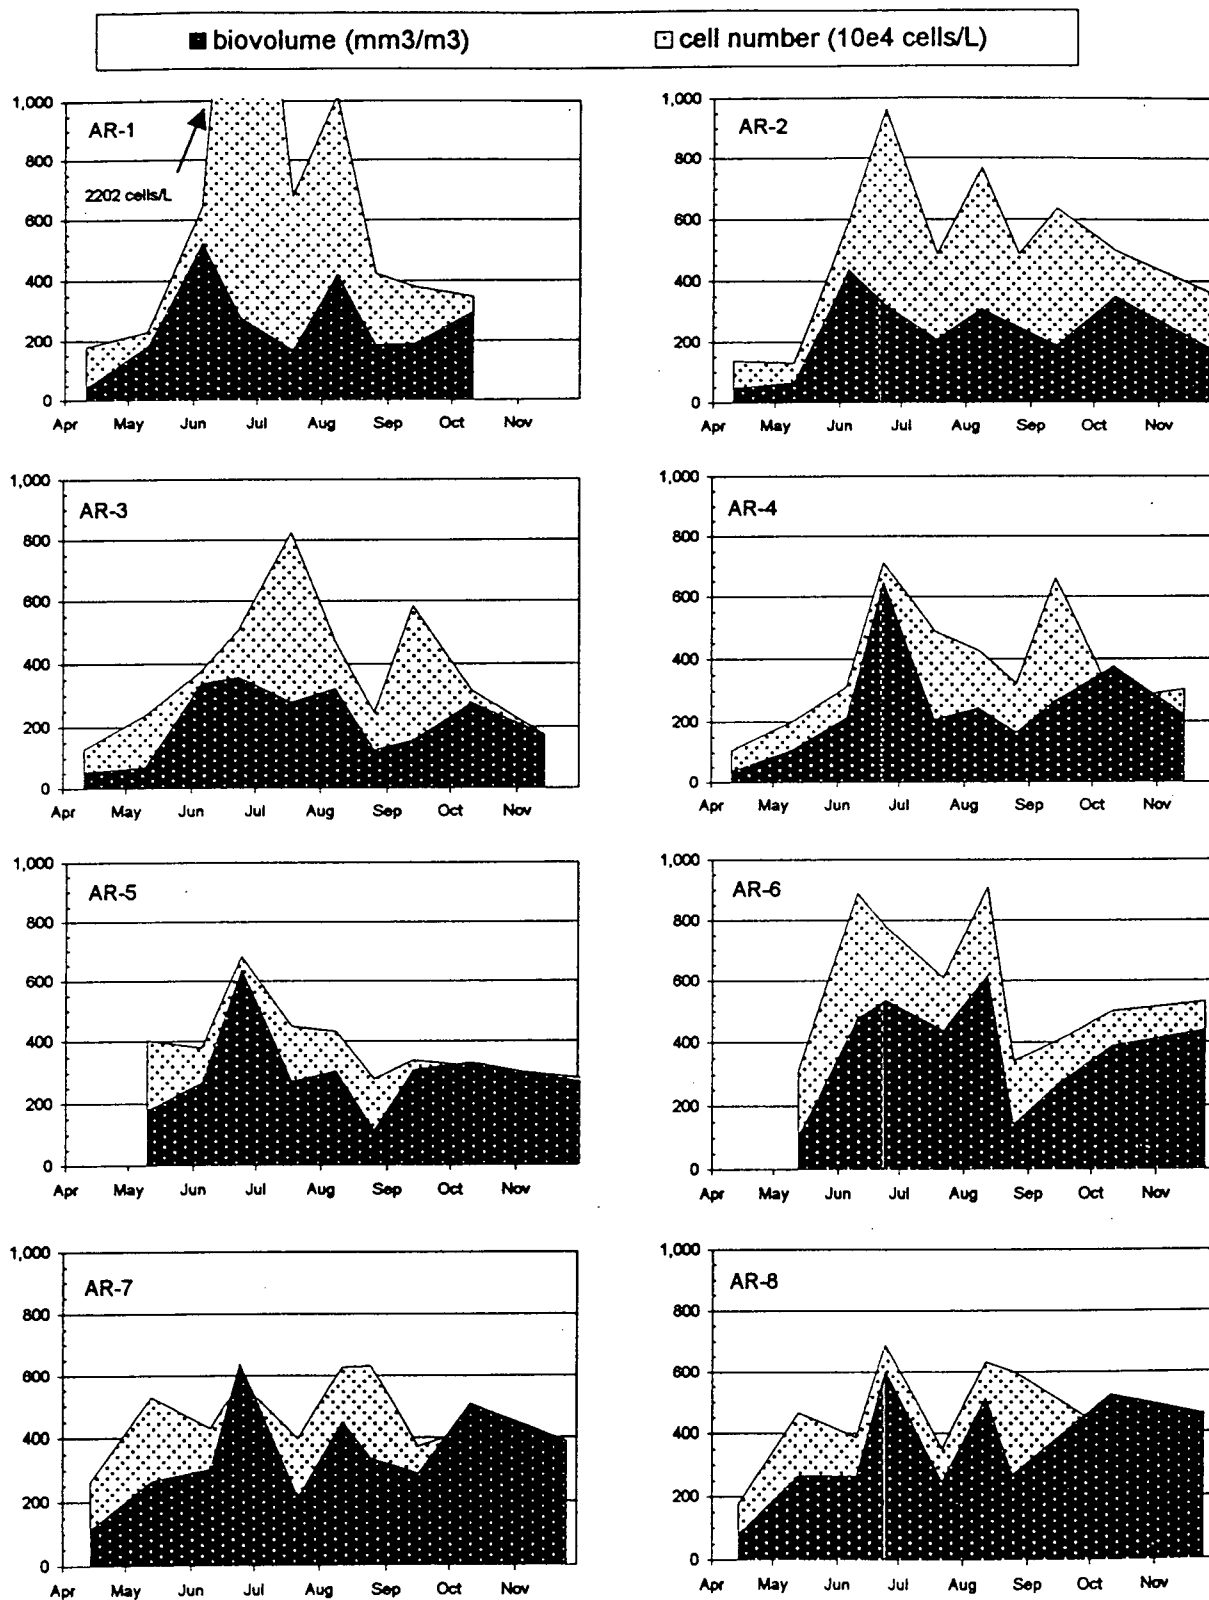 biovolume (mm3/m3) cell number (10e4 cells/L)
1,000 1,000
AR-1 AR-2
800 800
2202 cells/L
600 600
400 400
200 200
0 0
Apr May Jun Jul Aug Sep Oct Nov Apr May Jun Jul Aug Sep Oct Nov
1,000 1,000
AR-3 AR-4
800 800
600 600
400 400
200 200
0 0
Apr May Jun Jul Aug Sep Oct Nov Apr May Jun Jul Aug Sep Oct Nov
1,000 1,000
AR-5 AR-6
800 800
600 600
400 400
200 200
0 0
Apr May Jun Jul Aug Sep Oct Nov Apr May Jun Jul Aug Sep Oct Nov
1,000 1,000
AR-7 AR-8
800 800
600 600
400 400
200 200
0 0
Apr May Jun Jul Aug Sep Oct Nov Apr May Jun Jul Aug Sep Oct Nov